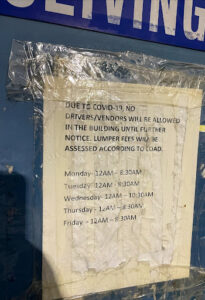 CEIVING
DUE TO COVID-19, NO
DRIVERS/VENDORS WILL BE ALLOWED
IN THE BUILDING UNTIL FURTHER
NOTICE. LUMPER FEES WILL BE
ASSESSED ACCORDING TO LOAD.
Monday- 12AM – 8:30AM
Tuesday- 12AM – 8:30AM
Wednesday- 12AM – 10:30AM
Thursday- 12AM – 8:30AM
Friday – 12AM – 8:30AM